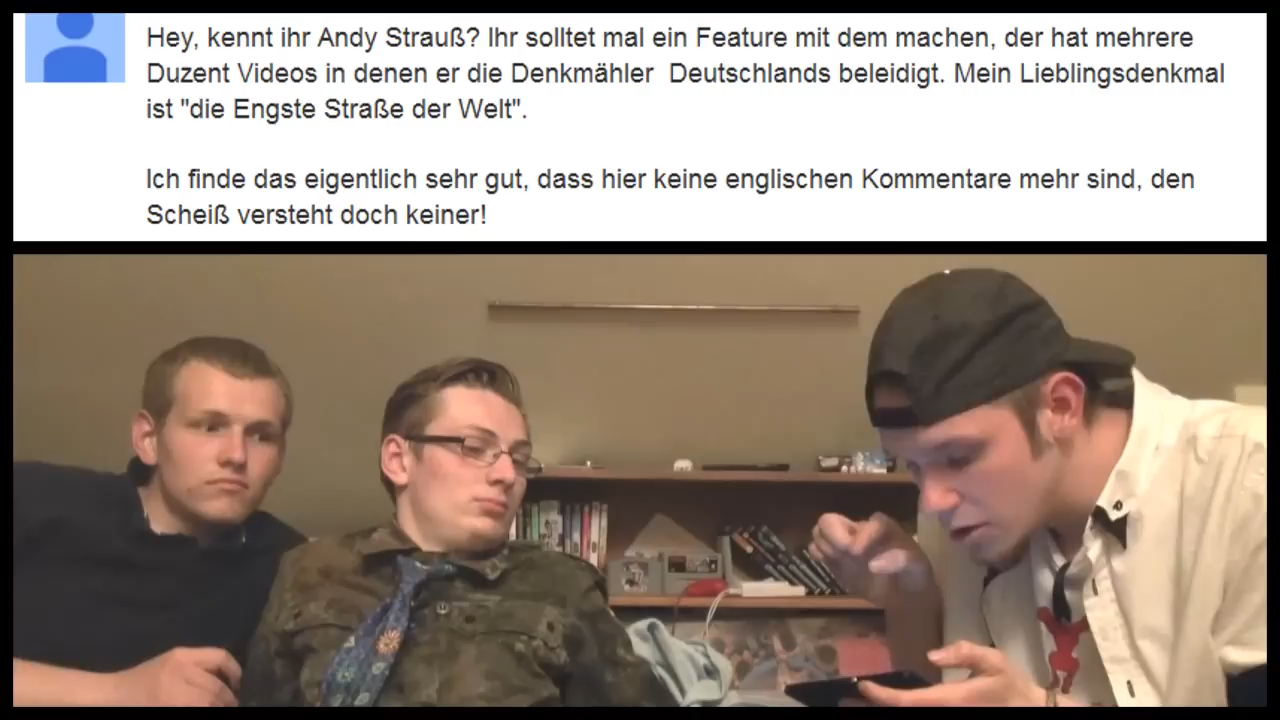 Hey, kennt ihr Andy Strauß? Ihr solltet mal ein Feature mit dem machen, der hat mehrere
Duzent Videos in denen er die Denkmähler  Deutschlands beleidigt. Mein Lieblingsdenkmal
ist "die Engste Straße der Welt".
Ich finde das eigentlich sehr gut, dass hier keine englischen Kommentare mehr sind, den
Scheiß versteht doch keiner!